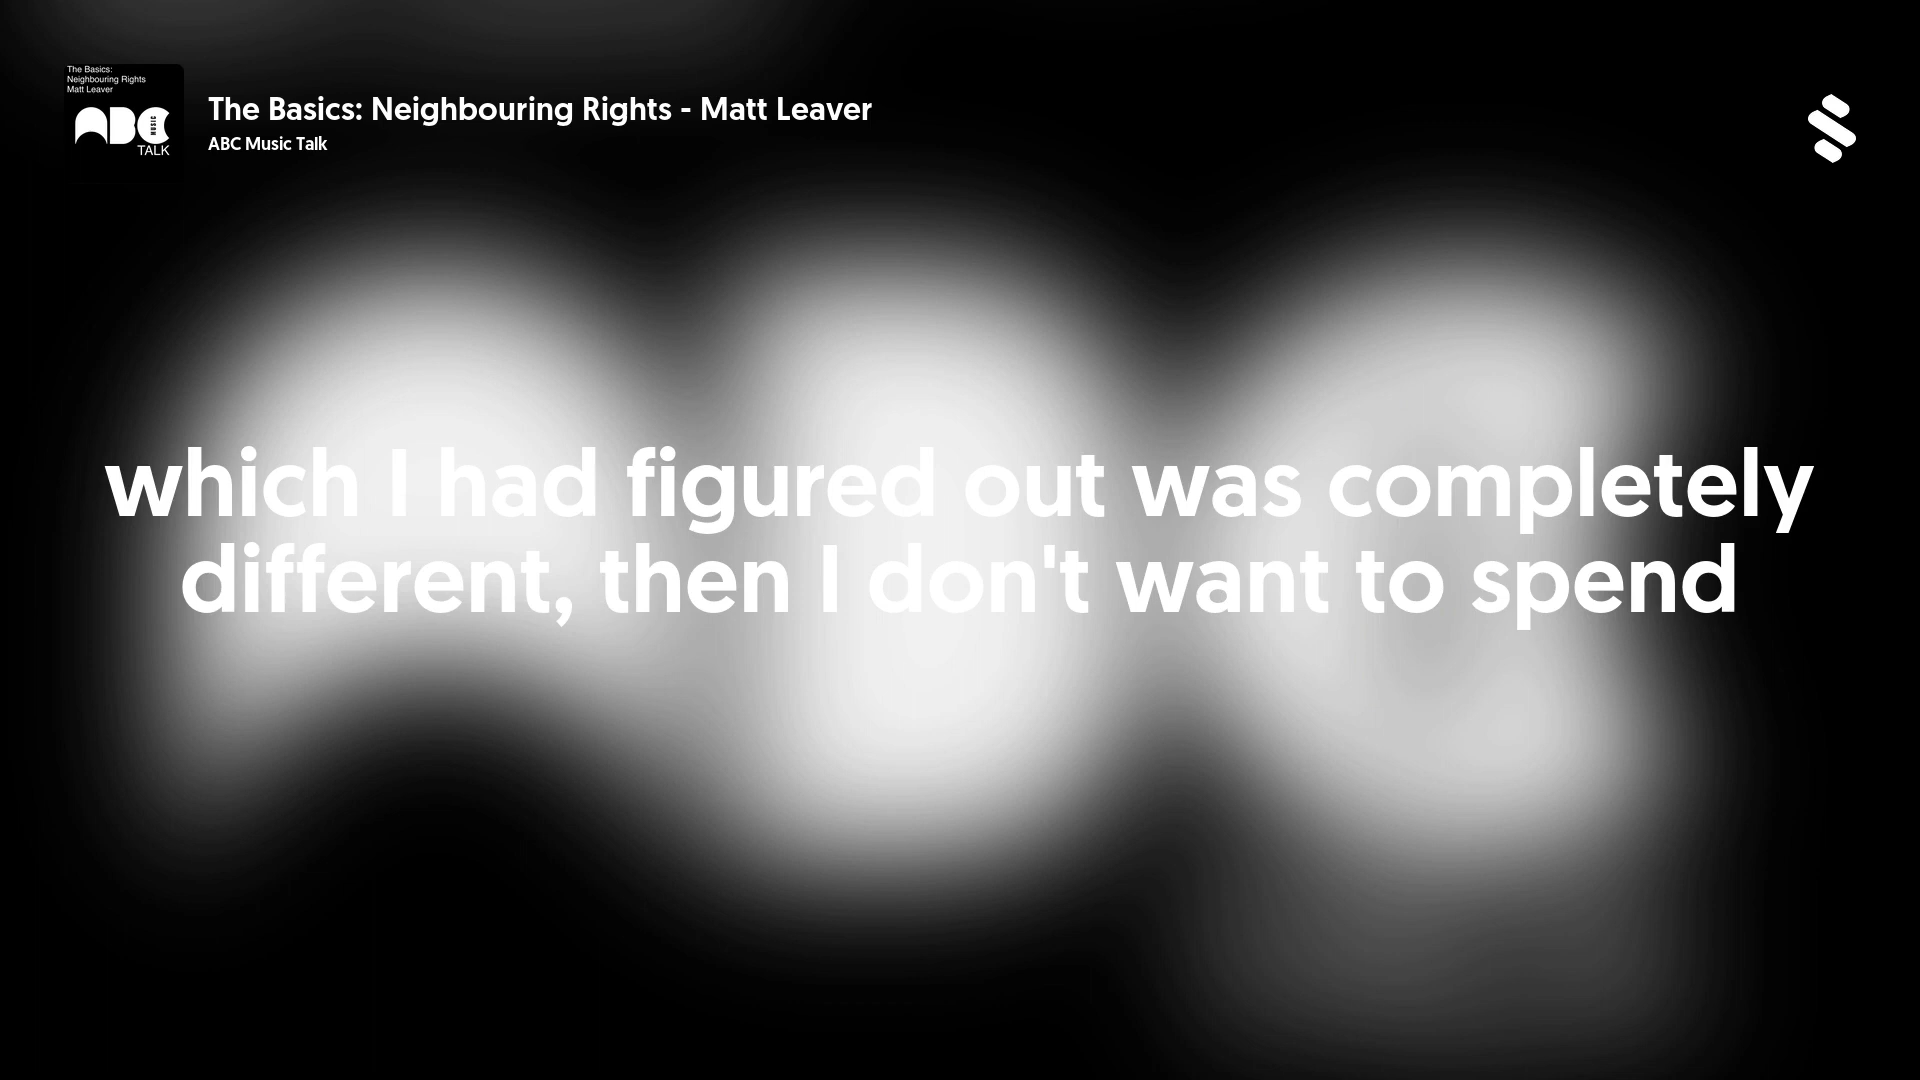 The Basics:
Neighbouring Rights
Matt Leaver
ABC
MUSIC
TALK
The Basics: Neighbouring Rights - Matt Leaver
ABC Music Talk
which I had figured out was completely
different, then I don't want to spend